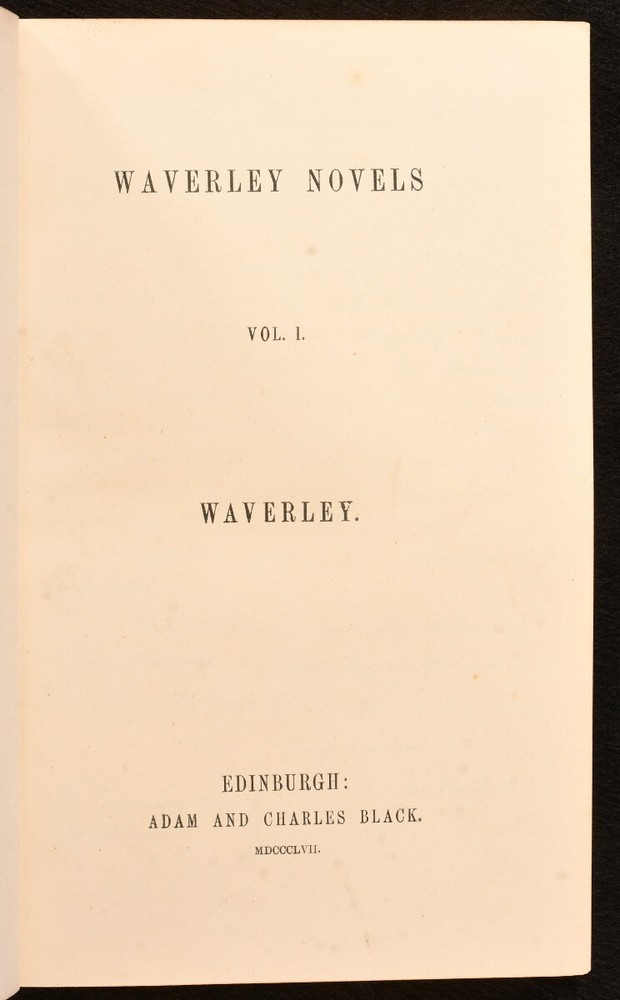 WAVERLEY NOVELS
VOL. I.
WAVERLEY.
EDINBURGH:
ADAM AND CHARLES BLACK.
MDCCCLVII.